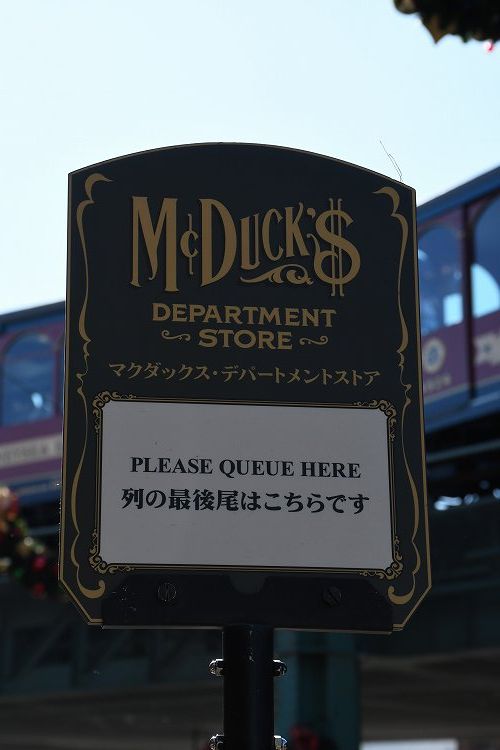 M¢DUCK'$
DEPARTMENT
STORE
マクダックス・デパートメントストア
PLEASE QUEUE HERE
列の最後尾はこちらです